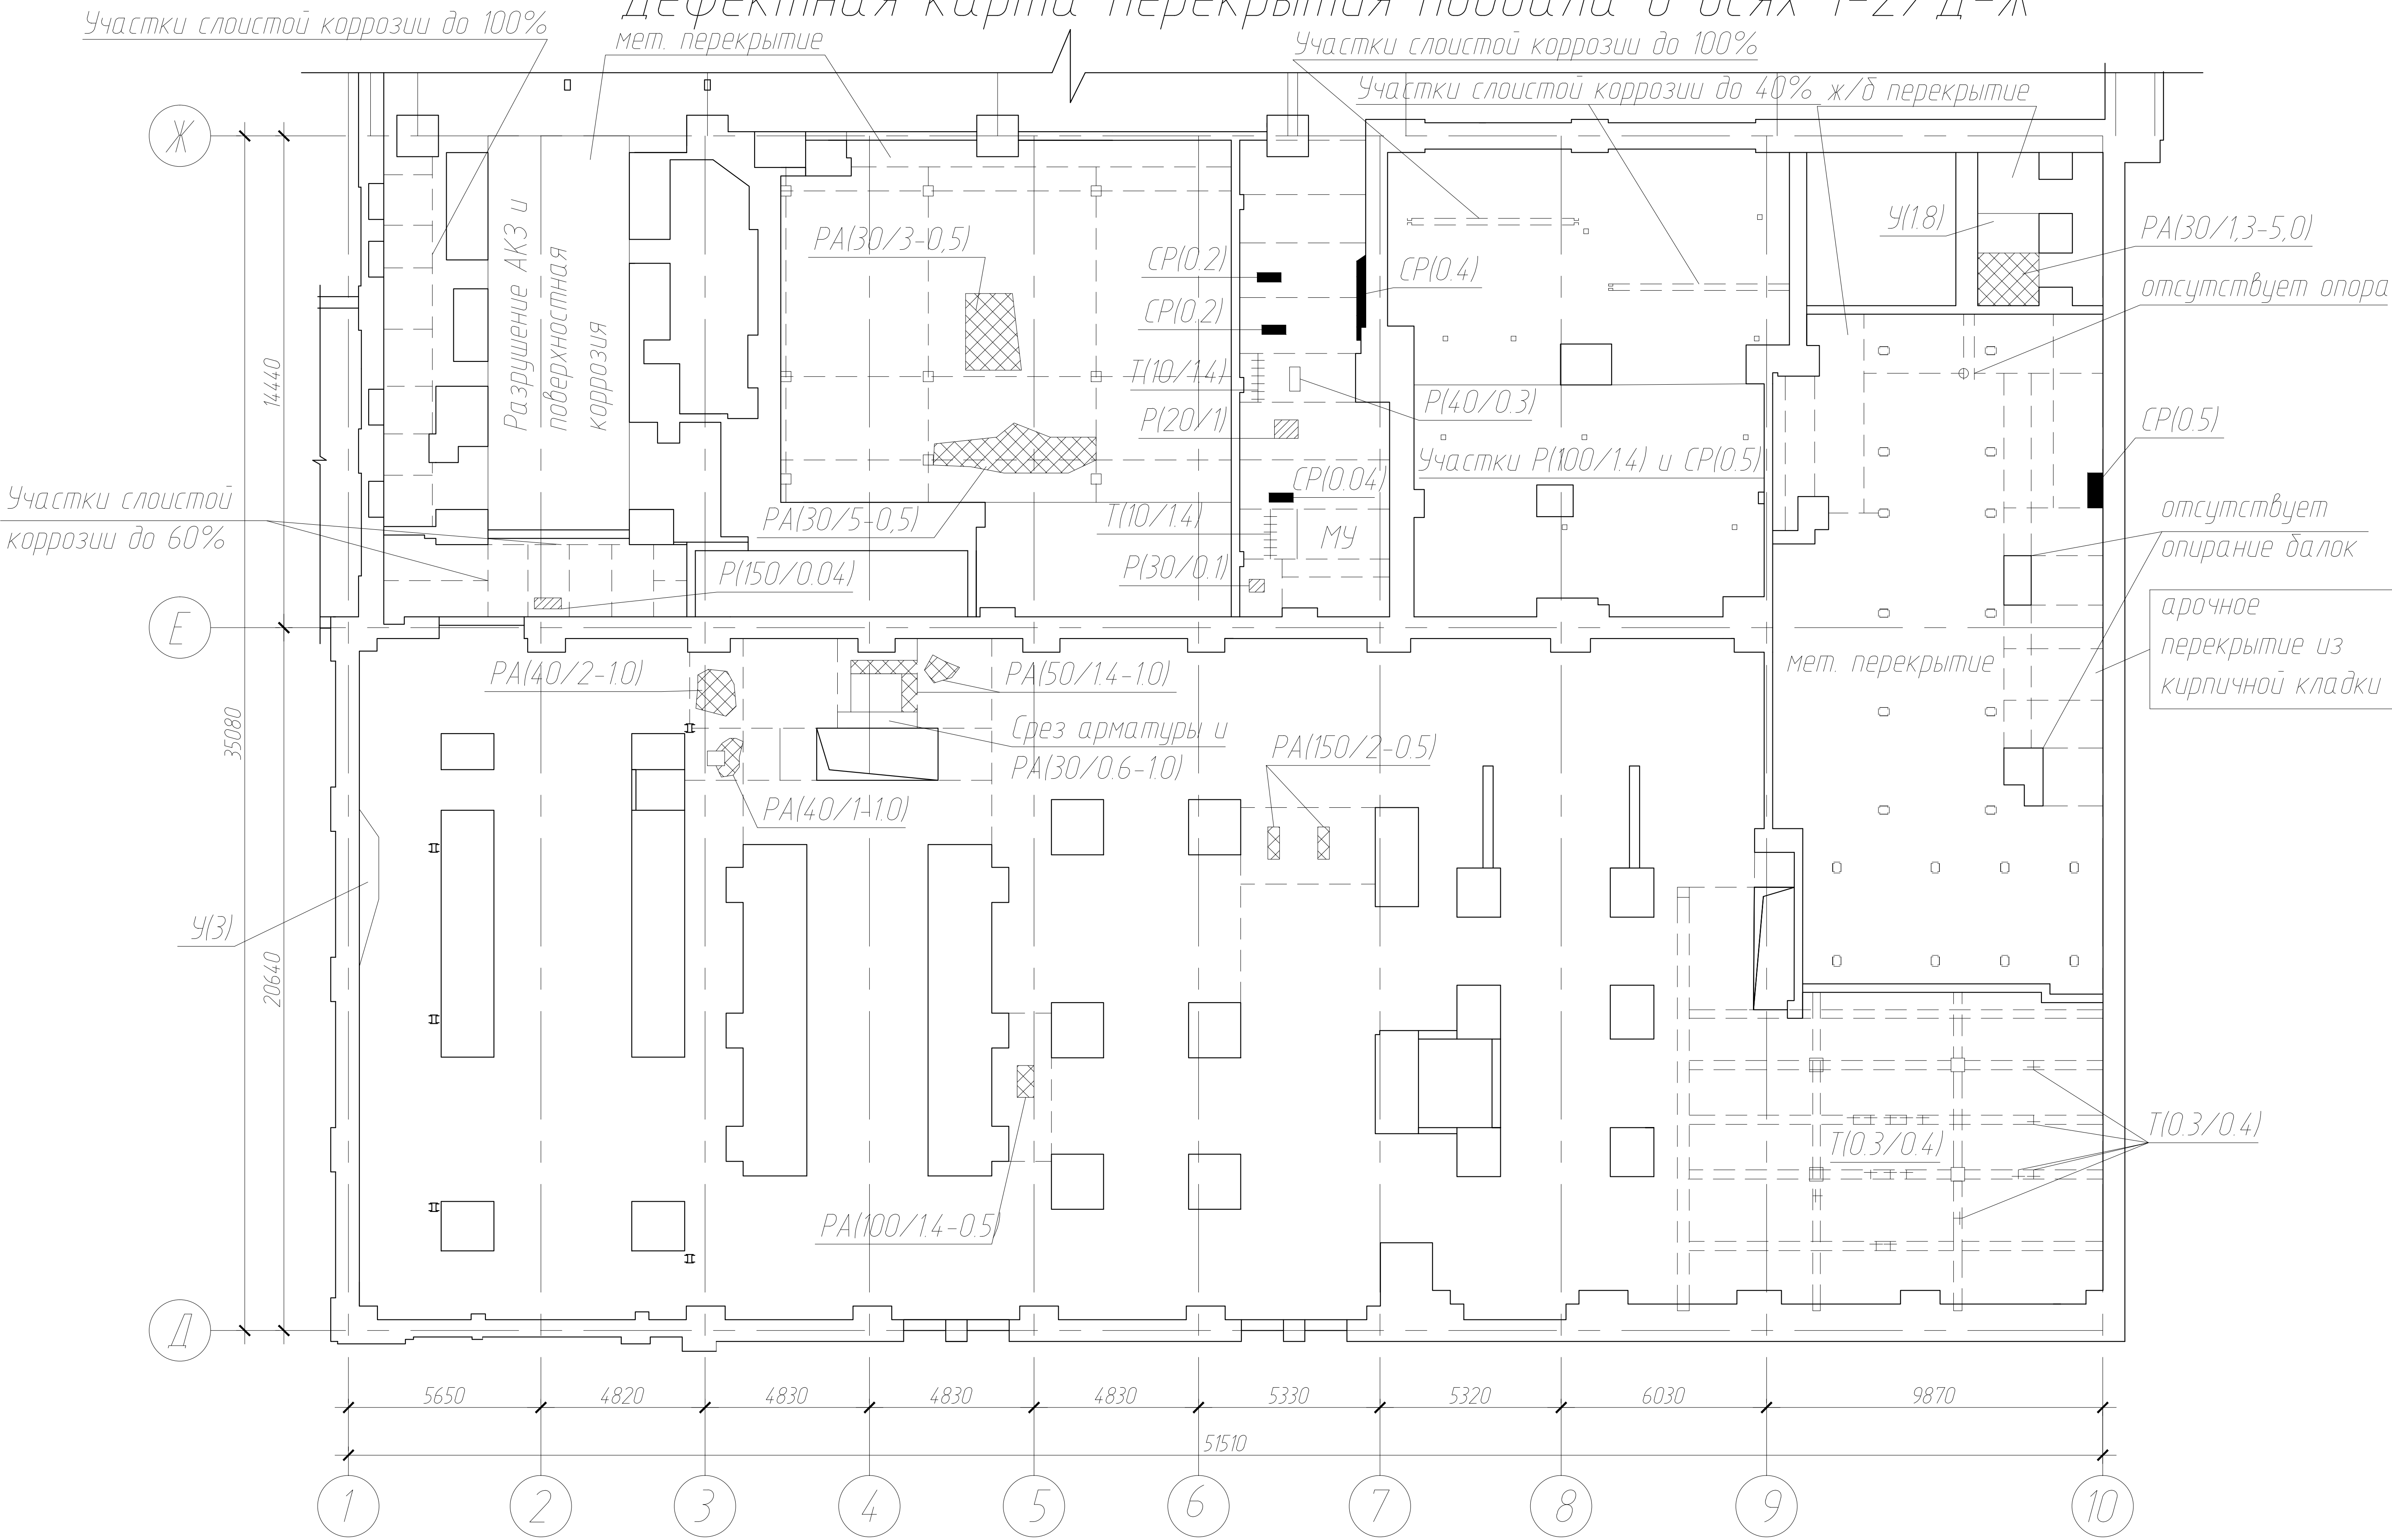 Дефектная карта перекрытия подвала в осях 1-27 Д-Ж
Участки слоистой коррозии до 100%
мет. перекрытие
Участки слоистой коррозии до 100%
Участки слоистой коррозии до 40%
ж/б перекрытие
Ж
Разрушение АКЗ и
поверхностная
коррозия
РА(30/3-0,5)
СР(0.2)
СР(0.4)
У(1.8)
РА(30/1,3-5,0)
отсутствует опора
СР(0.2)
14440
Т(10/1.4)
Р(40/0.3)
Р(20/1)
СР(0.5)
Участки Р(100/1.4) и СР(0.5)
Участки слоистой
коррозии до 60%
СР(0.04)
РА(30/5-0,5)
Т(10/1.4)
МУ
отсутствует
опирание балок
Р(150/0.04)
Р(30/0.1)
Е
арочное
перекрытие из
кирпичной кладки
мет. перекрытие
РА(40/2-1.0)
РА(50/1.4-1.0)
35080
Срез арматуры и
РА(30/0.6-1.0)
РА(150/2-0.5)
РА(40/1-1.0)
У(3)
20640
Т(0.3/0.4)
Т(0.3/0.4)
РА(100/1.4-0.5)
Д
5650
4820
4830
4830
4830
5330
5320
6030
9870
51510
1
2
3
4
5
6
7
8
9
10